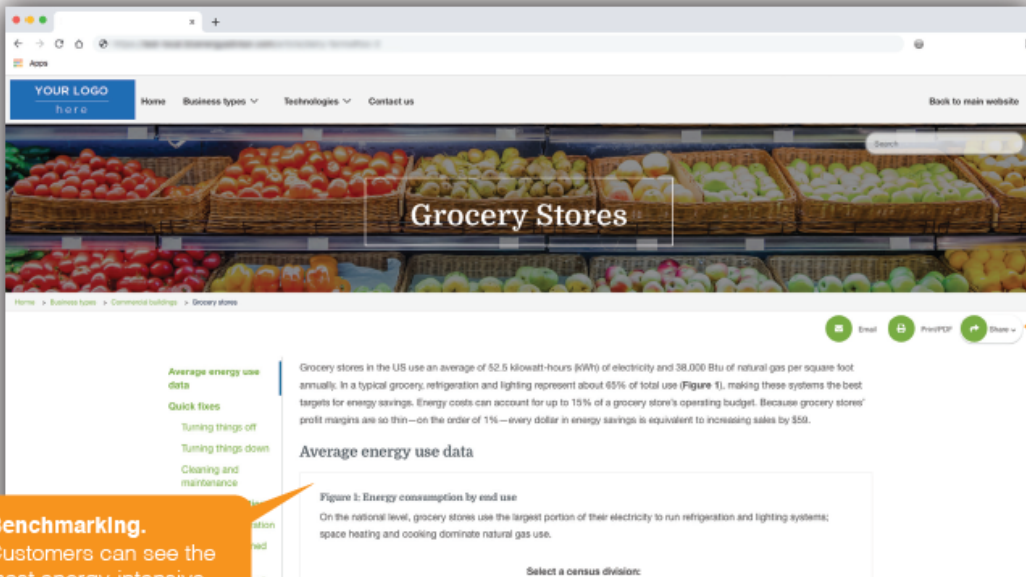 Apps
YOUR LOGO
here
Home Business types Technologies Contact us Back to main website
Search
Grocery Stores
Home > Business types > Commercial buildings > Grocery stores
Email Print/PDF Share
Average energy use
data
Quick fixes
Turning things off
Turning things down
Cleaning and
maintenance
Grocery stores in the US use an average of 52.5 kilowatt-hours (kWh) of electricity and 38,000 Btu of natural gas per square foot
annually. In a typical grocery, refrigeration and lighting represent about 65% of total use (Figure 1), making these systems the best
targets for energy savings. Energy costs can account for up to 15% of a grocery store's operating budget. Because grocery stores'
profit margins are so thin—on the order of 1%—every dollar in energy savings is equivalent to increasing sales by $59.
Average energy use data
Figure 1: Energy consumption by end use
On the national level, grocery stores use the largest portion of their electricity to run refrigeration and lighting systems;
space heating and cooking dominate natural gas use.
Select a census division:
Benchmarking.
Customers can see the
most energy-intensive